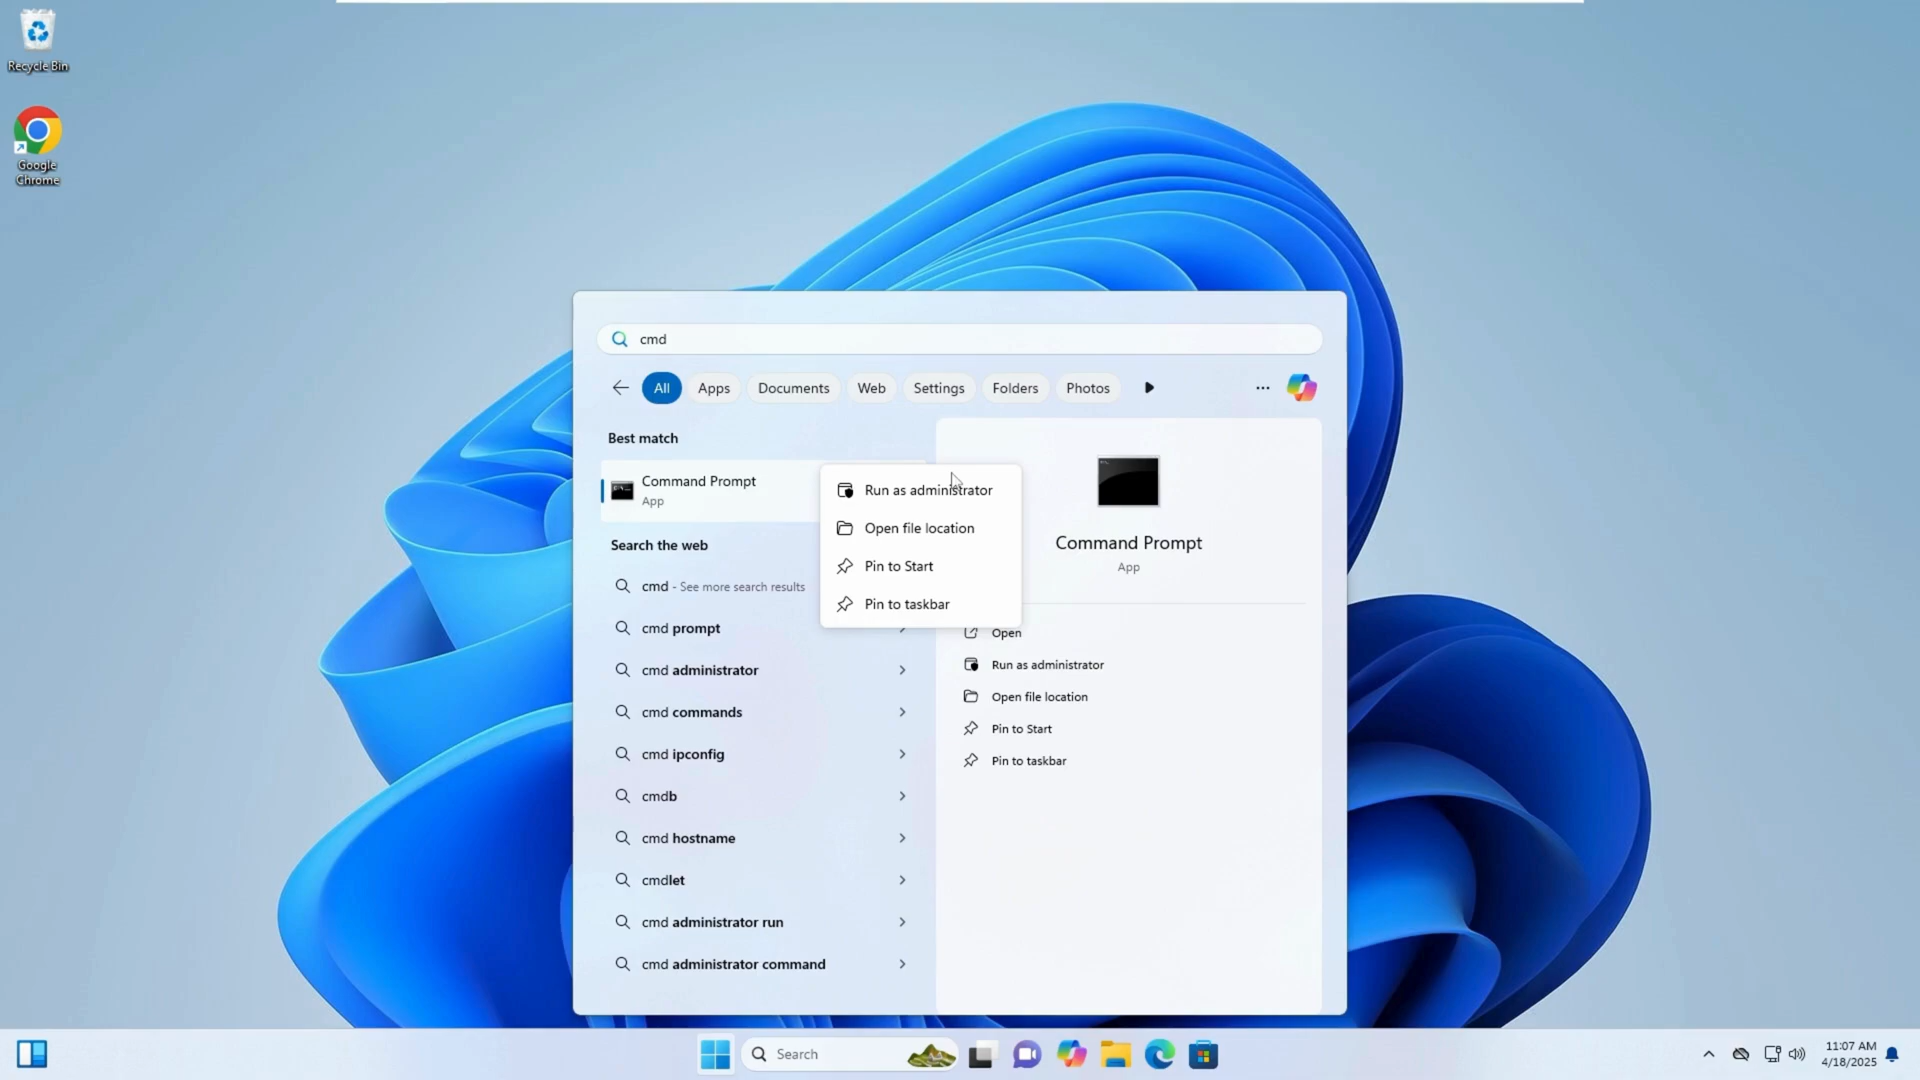 Recycle Bin
Google
Chrome
cmd
All
Apps
Documents
Web
Settings
Folders
Photos
Best match
Command Prompt
App
Search the web
cmd - See more search results
cmd prompt
cmd administrator
cmd commands
cmd ipconfig
cmdb
cmd hostname
cmdlet
cmd administrator run
cmd administrator command
Run as administrator
Open file location
Pin to Start
Pin to taskbar
Command Prompt
App
Open
Run as administrator
Open file location
Pin to Start
Pin to taskbar
Search
11:07 AM
4/18/2025